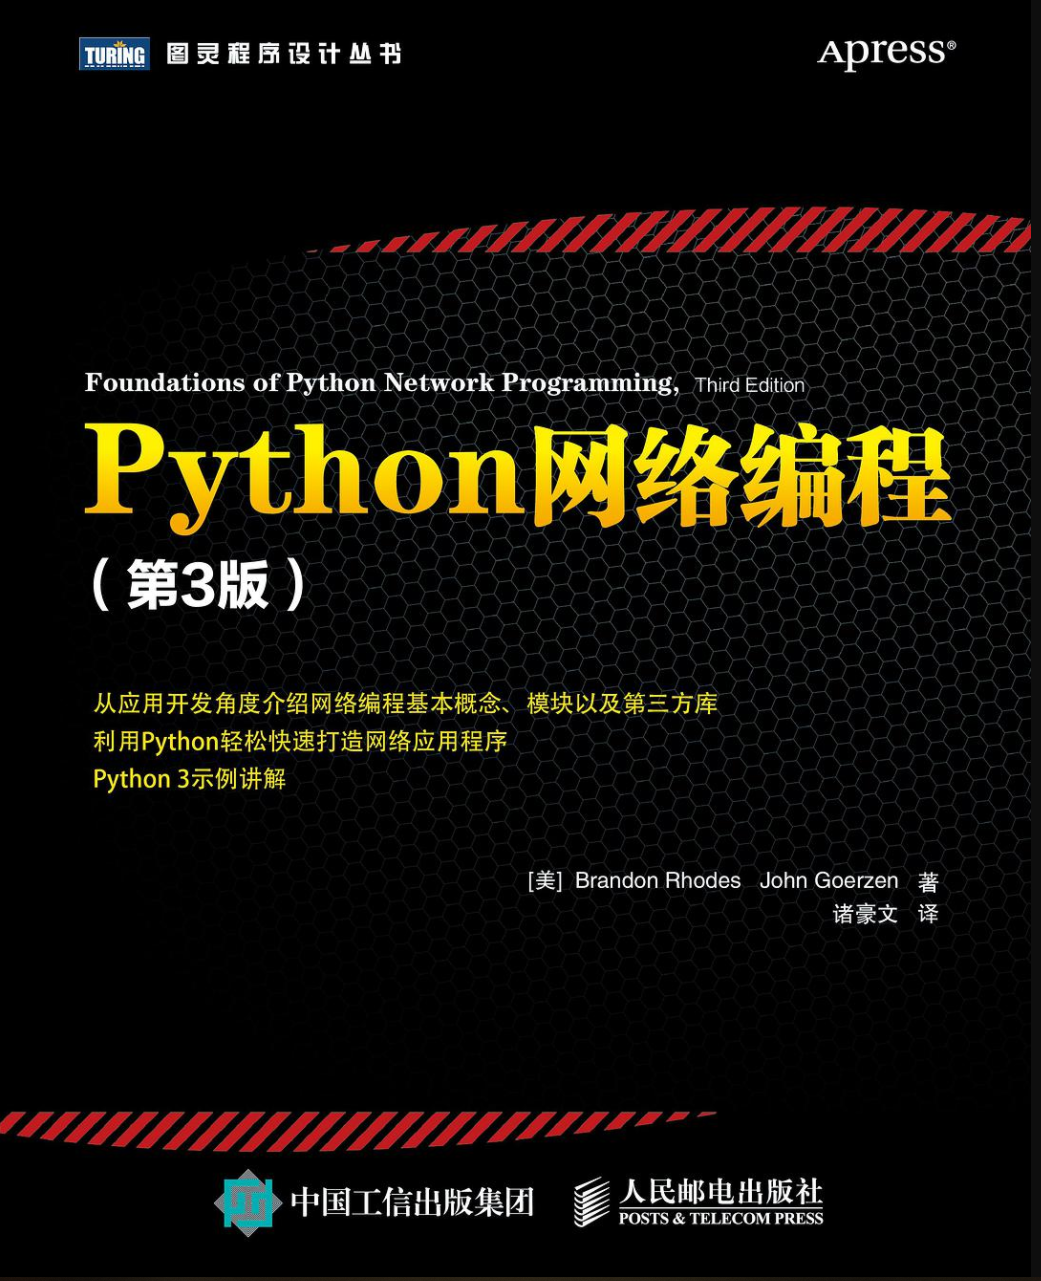 TURING 图灵程序设计丛书
Apress®
Foundations of Python Network Programming, Third Edition
Python网络编程
（第3版）
从应用开发角度介绍网络编程基本概念、模块以及第三方库
利用Python轻松快速打造网络应用程序
Python 3示例讲解
[美] Brandon Rhodes John Goerzen 著
诸豪文 译
中国工信出版集团
人民邮电出版社
POSTS & TELECOM PRESS